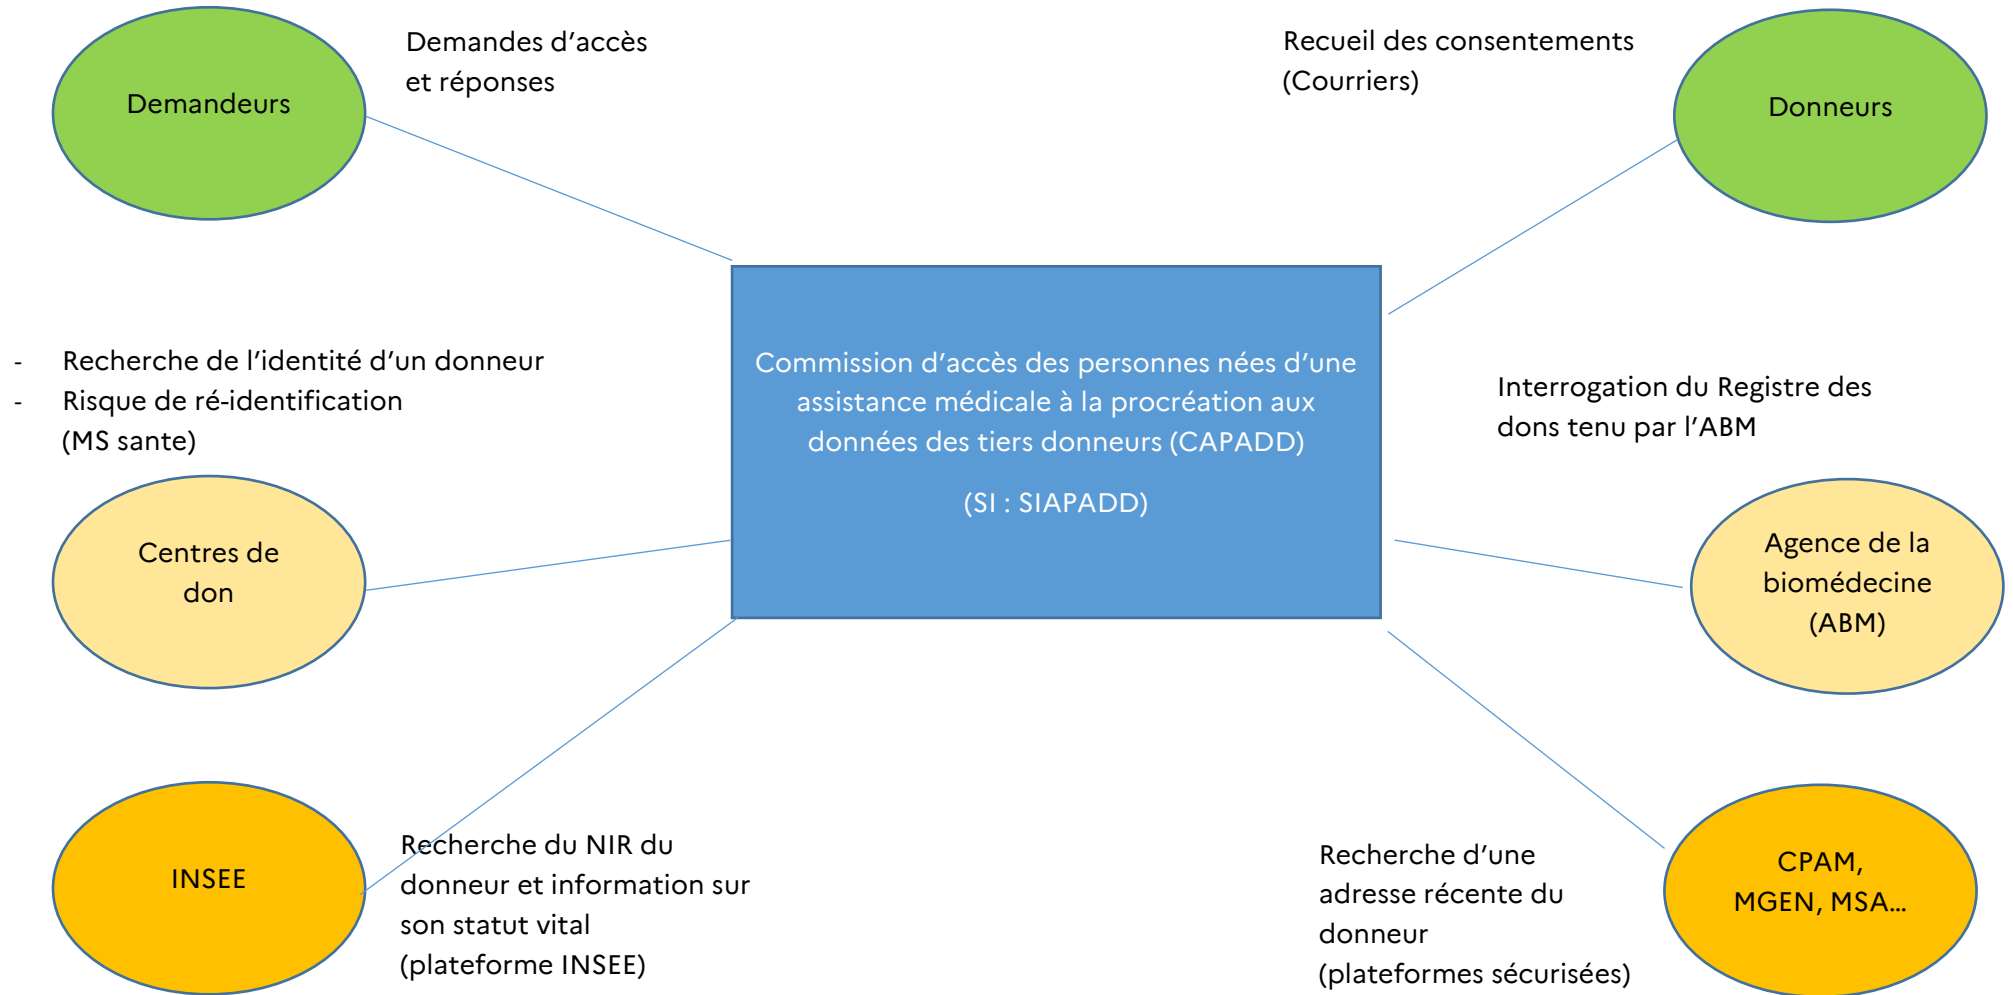 Demandeurs
Demandes d’accès
et réponses
Recueil des consentements
(Courriers)
Donneurs
- Recherche de l’identité d’un donneur
- Risque de ré-identification
(MS sante)
Commission d’accès des personnes nées d’une
assistance médicale à la procréation aux
données des tiers donneurs (CAPADD)
(SI : SIAPADD)
Interrogation du Registre des
dons tenu par l’ABM
Centres de
don
Agence de la
biomédecine
(ABM)
INSEE
Recherche du NIR du
donneur et information sur
son statut vital
(plateforme INSEE)
Recherche d’une
adresse récente du
donneur
(plateformes sécurisées)
CPAM,
MGEN, MSA…